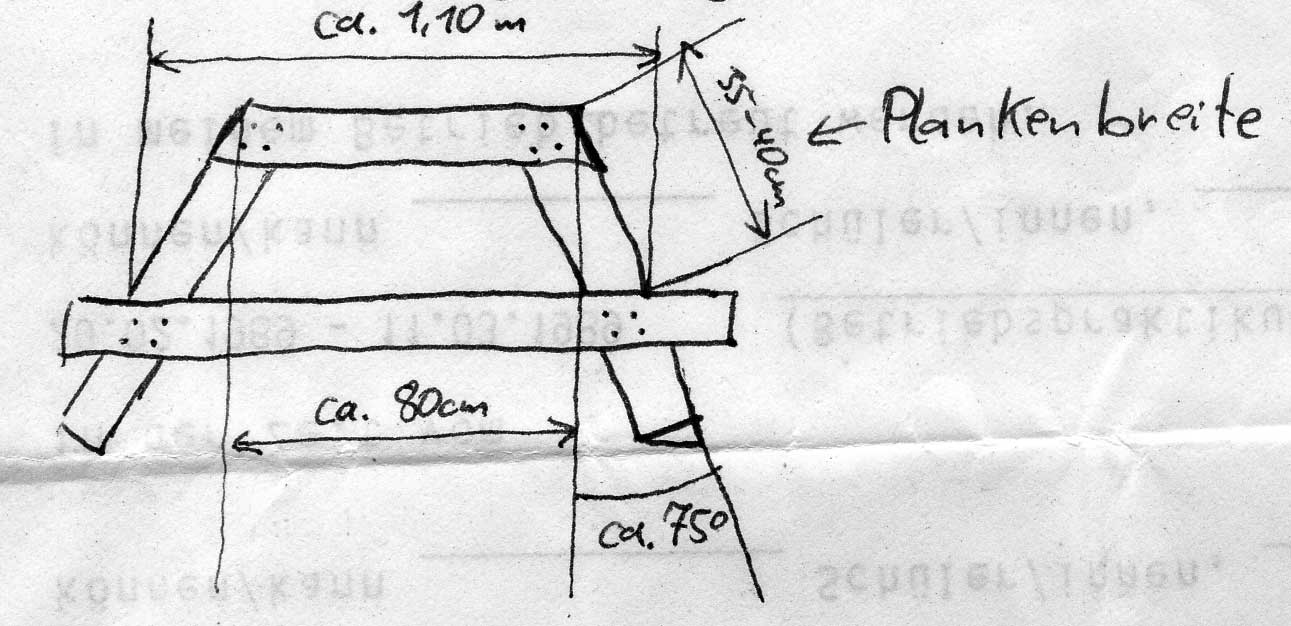 ca. 1,10 m
35-40cm
← Plankenbreite
ca. 80cm
ca. 75°